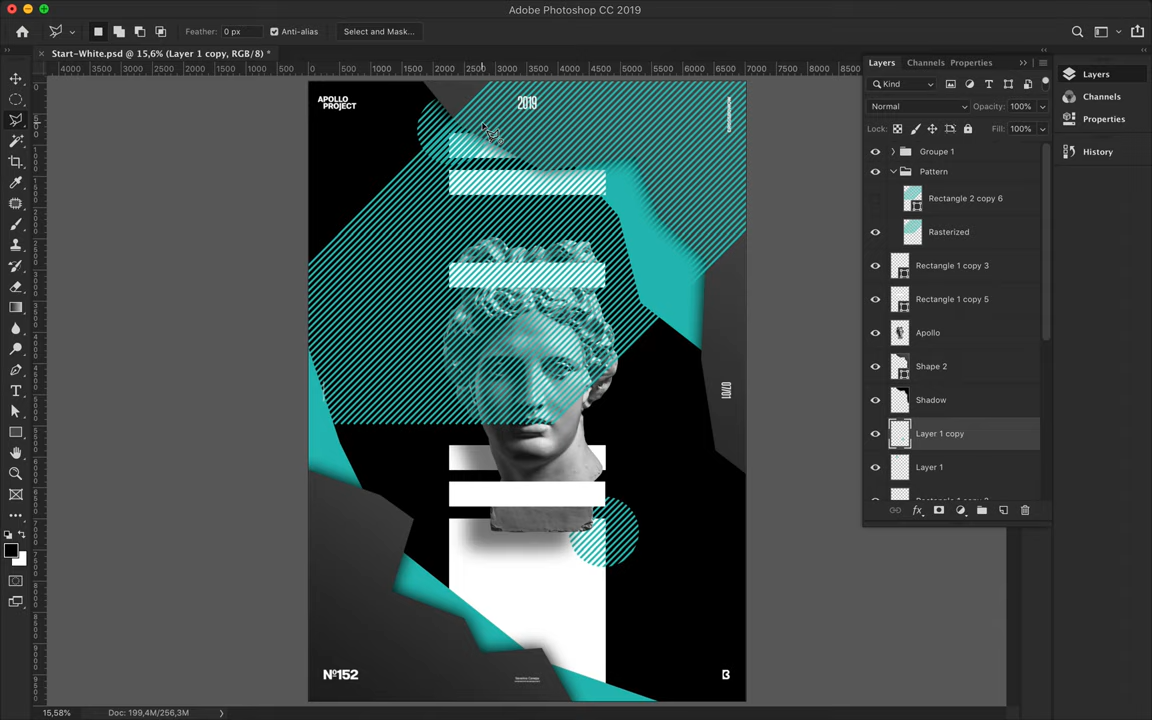 Adobe Photoshop CC 2019
Feather: 0 px
Anti-alias
Select and Mask...
Start-White.psd @ 15,6% (Layer 1 copy, RGB/8) *
4000 3500 3000 2500 2000 1500 1000 500 0 500 1000 1500 2000 2500 3000 3500 4000 4500 5000 5500 6000 6500 7000 7500 8000 850
APOLLO
PROJECT
2019
07/01
Nº152
B
Layers
Channels
Properties
Kind
Normal
Opacity: 100%
Lock:
Fill: 100%
Groupe 1
Pattern
Rectangle 2 copy 6
Rasterized
Rectangle 1 copy 3
Rectangle 1 copy 5
Apollo
Shape 2
Shadow
Layer 1 copy
Layer 1
Layers
Channels
Properties
History
15,58%
Doc: 199,4M/256,3M